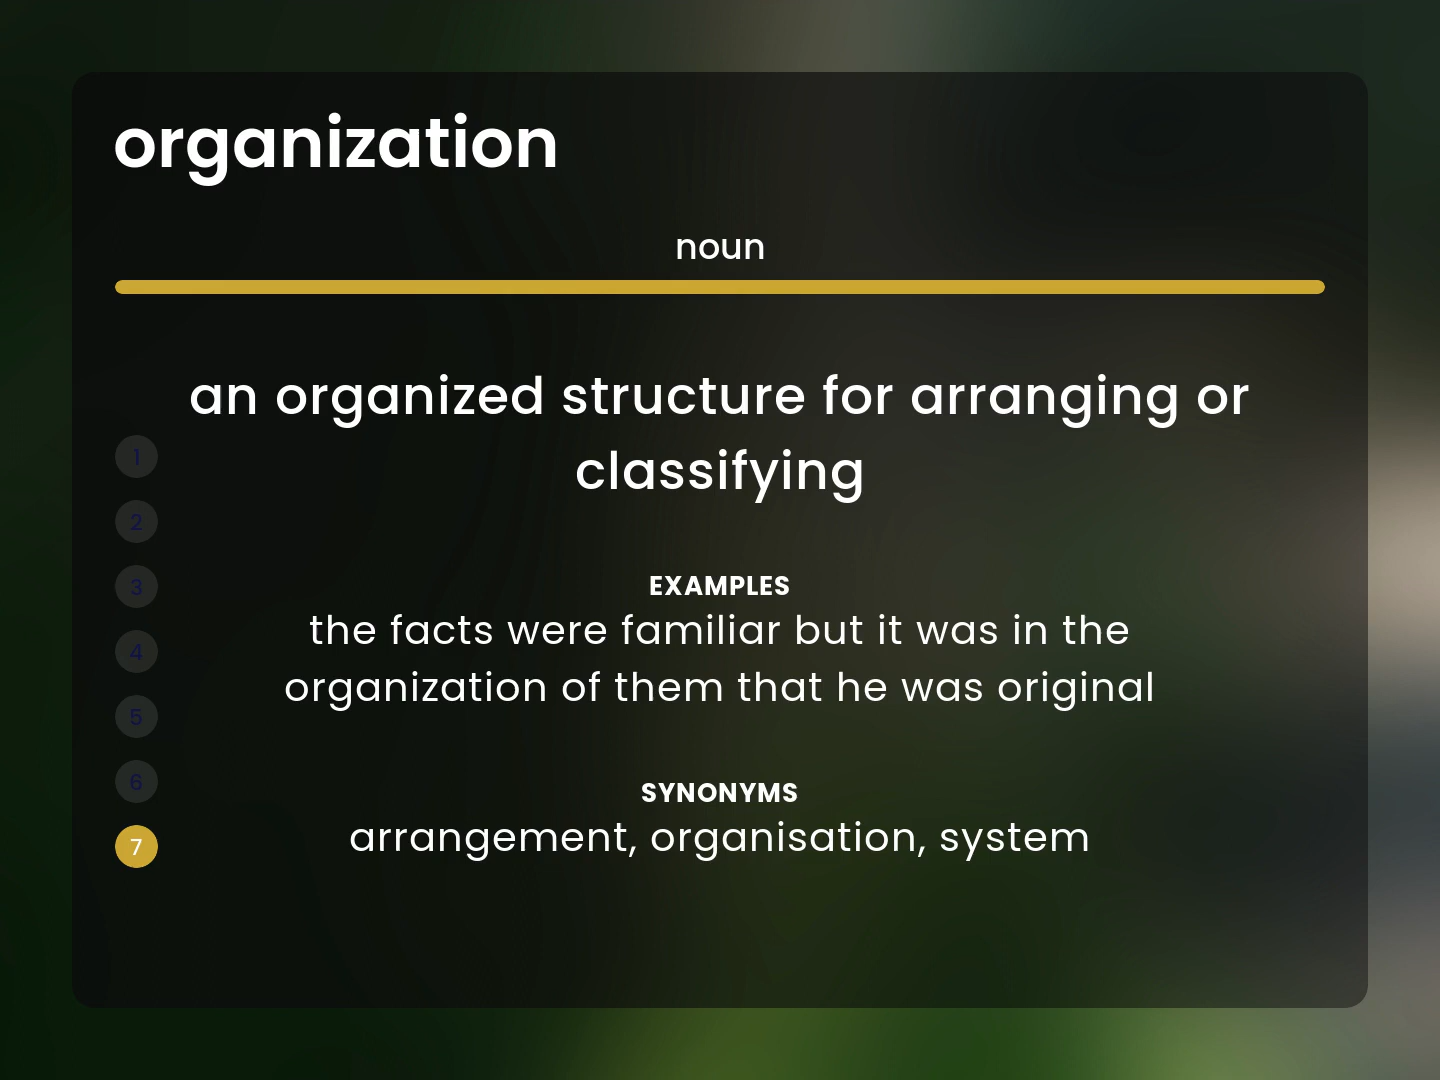 organization
noun
an organized structure for arranging or
classifying
1
2
3
4
5
6
7
EXAMPLES
the facts were familiar but it was in the
organization of them that he was original
SYNONYMS
arrangement, organisation, system